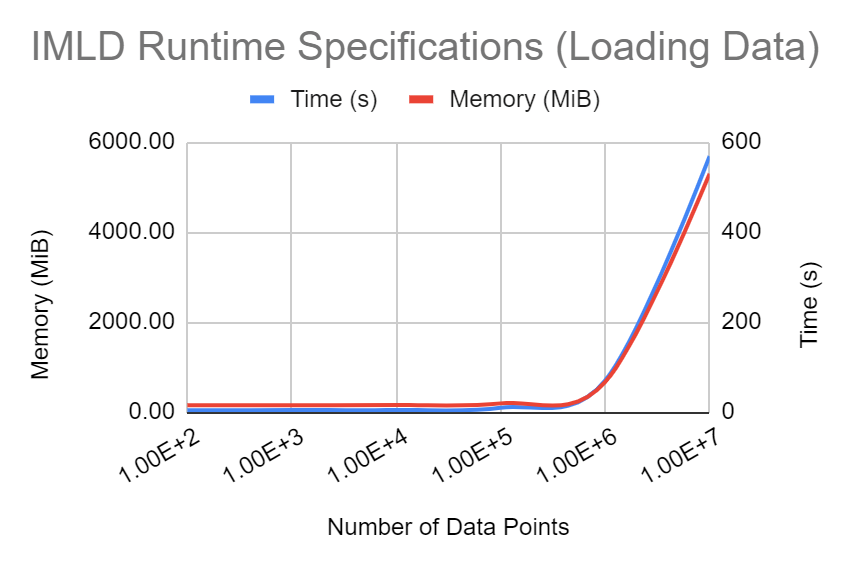 IMLD Runtime Specifications (Loading Data)
Time (s) Memory (MiB)
6000.00
4000.00
2000.00
0.00
Memory (MiB)
600
400
200
0
Time (s)
1.00E+2 1.00E+3 1.00E+4 1.00E+5 1.00E+6 1.00E+7
Number of Data Points